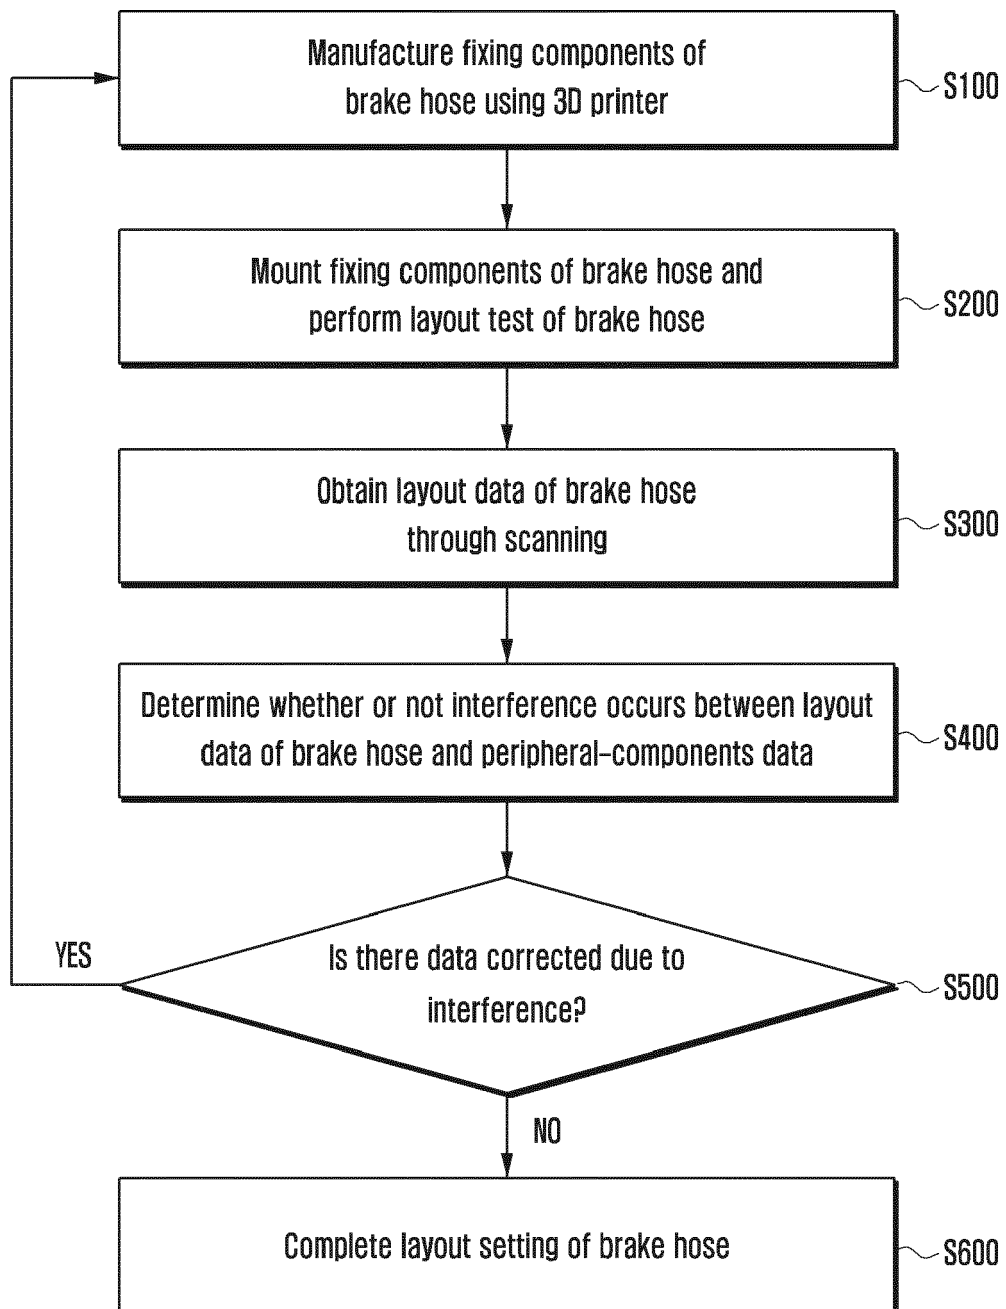 Manufacture fixing components of
brake hose using 3D printer
S100
Mount fixing components of brake hose and
perform layout test of brake hose
S200
Obtain layout data of brake hose
through scanning
S300
Determine whether or not interference occurs between layout
data of brake hose and peripheral-components data
S400
YES
Is there data corrected due to
interference?
S500
NO
Complete layout setting of brake hose
S600